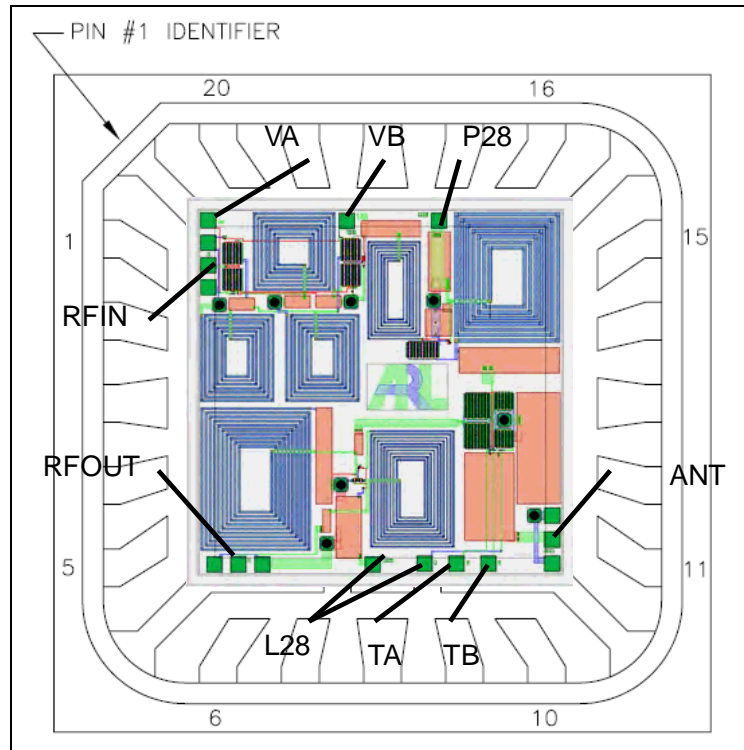 PIN #1 IDENTIFIER
20
16
VA
VB
P28
1
15
RFIN
ARL
RFOUT
ANT
5
11
L28
TA
TB
6
10